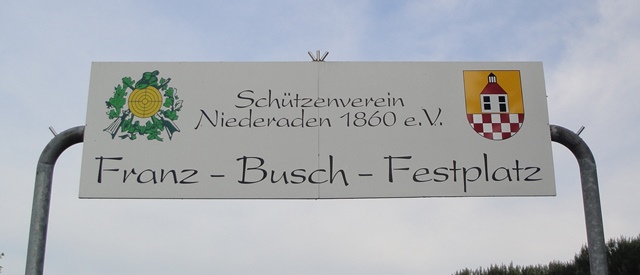 Schützenverein
Niederaden 1860 e.V.
Franz - Busch - Festplatz